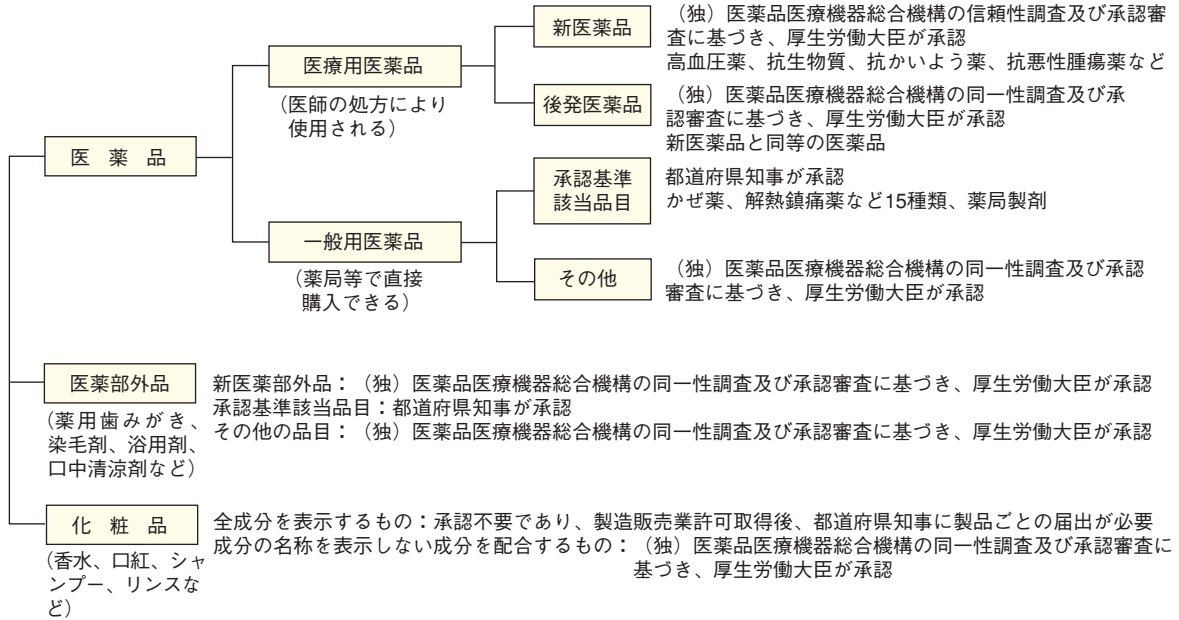 新医薬品
（独）医薬品医療機器総合機構の信頼性調査及び承認審
査に基づき、厚生労働大臣が承認
高血圧薬、抗生物質、抗かいよう薬、抗悪性腫瘍薬など
医療用医薬品
（医師の処方により
使用される）
後発医薬品
（独）医薬品医療機器総合機構の同一性調査及び承
認審査に基づき、厚生労働大臣が承認
新医薬品と同等の医薬品
医 薬 品
承認基準
該当品目
都道府県知事が承認
かぜ薬、解熱鎮痛薬など15種類、薬局製剤
一般用医薬品
（薬局等で直接
購入できる）
その他
（独）医薬品医療機器総合機構の同一性調査及び承認
審査に基づき、厚生労働大臣が承認
医薬部外品
（薬用歯みがき、
染毛剤、浴用剤、
口中清涼剤など）
新医薬部外品：（独）医薬品医療機器総合機構の同一性調査及び承認審査に基づき、厚生労働大臣が承認
承認基準該当品目：都道府県知事が承認
その他の品目：（独）医薬品医療機器総合機構の同一性調査及び承認審査に基づき、厚生労働大臣が承認
化 粧 品
（香水、口紅、シャ
ンプー、リンスな
ど）
全成分を表示するもの：承認不要であり、製造販売業許可取得後、都道府県知事に製品ごとの届出が必要
成分の名称を表示しない成分を配合するもの：（独）医薬品医療機器総合機構の同一性調査及び承認審査に
基づき、厚生労働大臣が承認